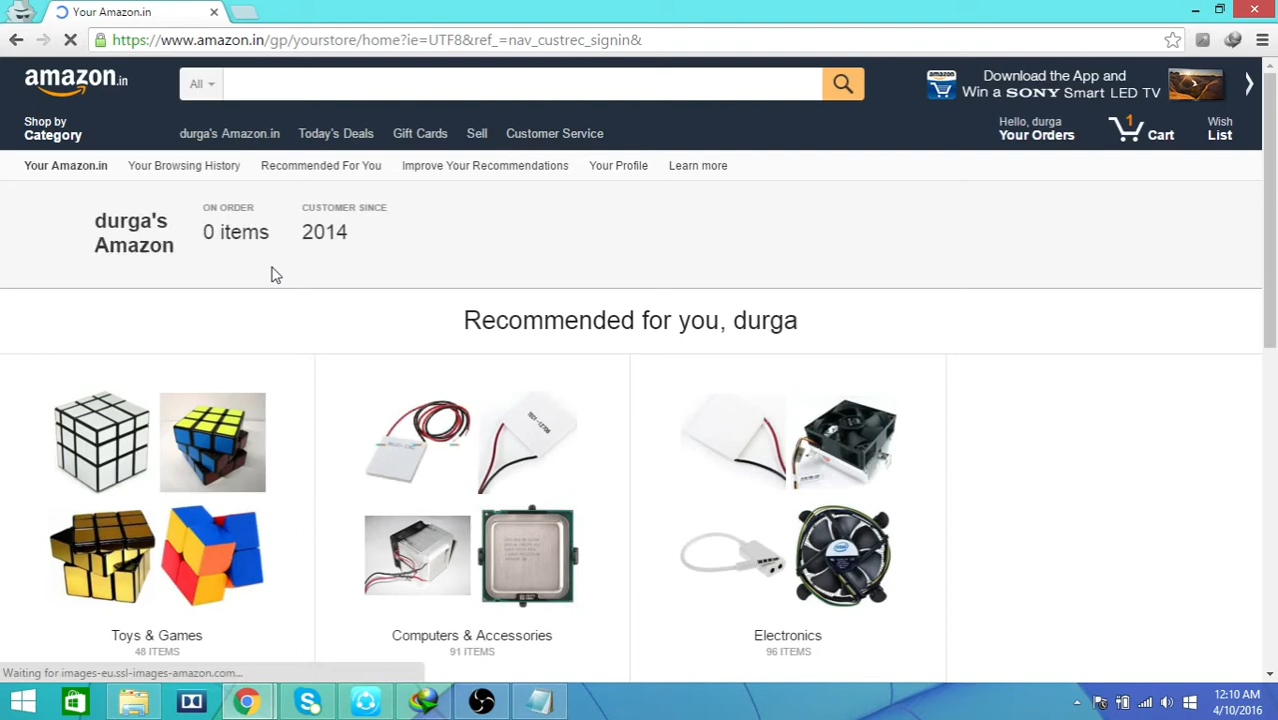 Your Amazon.in
https://www.amazon.in/gp/yourstore/home?ie=UTF8&ref_=nav_custrec_signin&
amazon.in
All
amazon
Download the App and
Win a SONY Smart LED TV
Shop by
Category
durga's Amazon.in
Today's Deals
Gift Cards
Sell
Customer Service
Hello, durga
Your Orders
1
Cart
Wish
List
Your Amazon.in
Your Browsing History
Recommended For You
Improve Your Recommendations
Your Profile
Learn more
durga's
Amazon
ON ORDER
0 items
CUSTOMER SINCE
2014
Recommended for you, durga
Toys & Games
48 ITEMS
Computers & Accessories
91 ITEMS
Electronics
96 ITEMS
Waiting for images-eu.ssl-images-amazon.com...
12:10 AM
4/10/2016